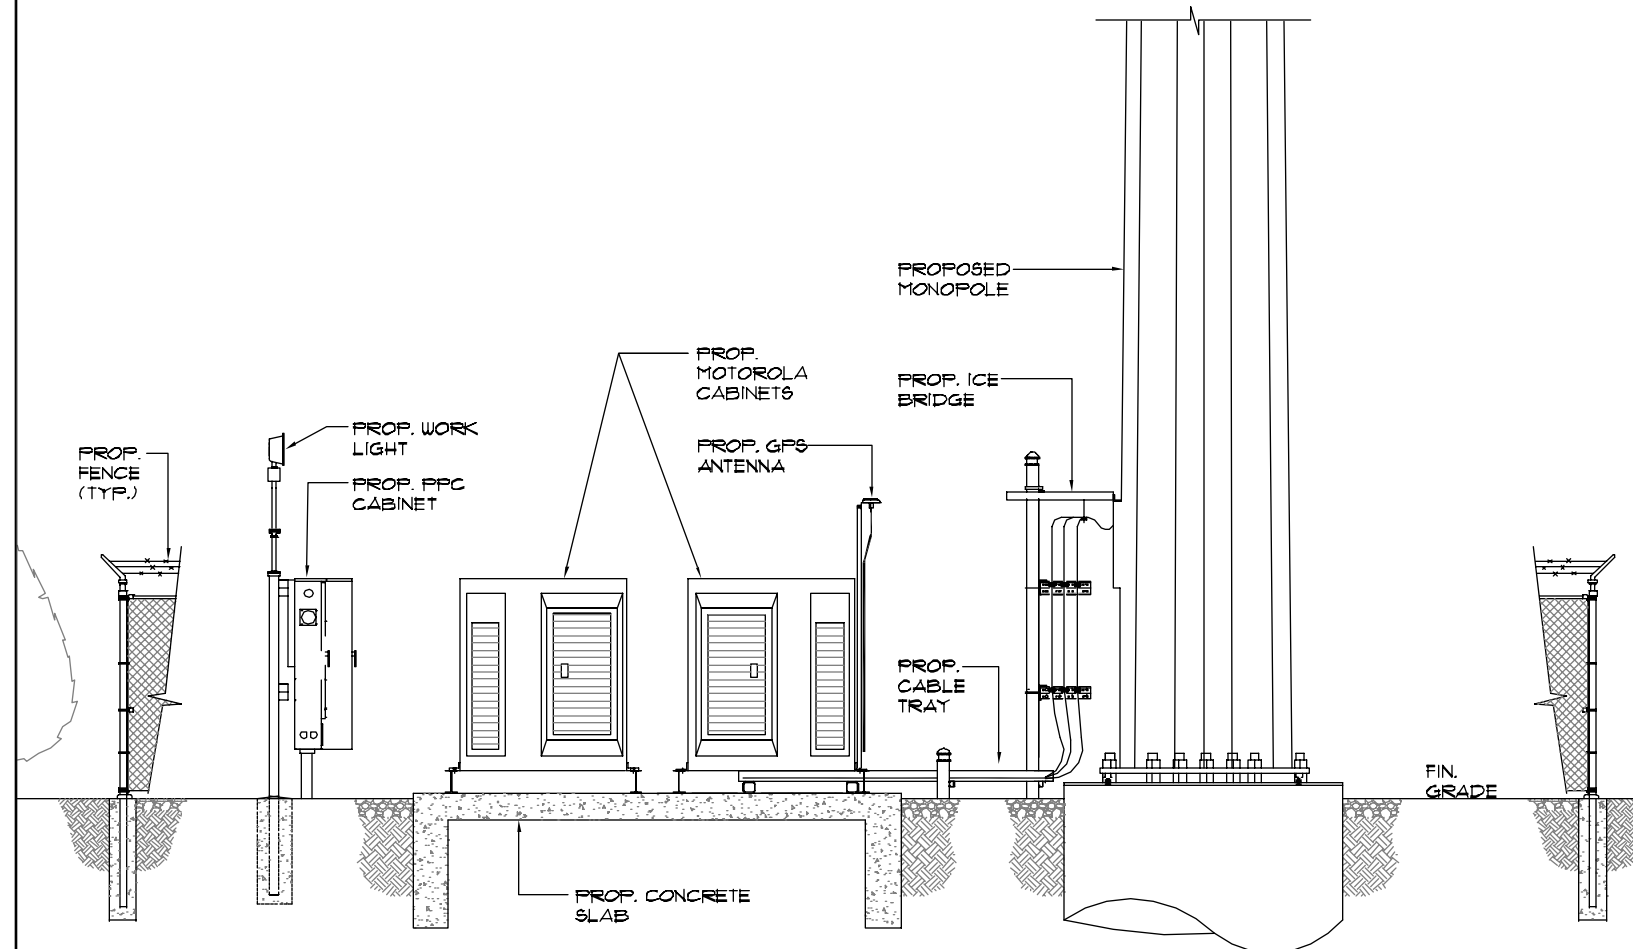 PROPOSED
MONOPOLE
PROP.
MOTOROLA
CABINETS
PROP. ICE
BRIDGE
PROP. WORK
LIGHT
PROP. GPS
ANTENNA
PROP.
FENCE
(TYP.)
PROP. PPC
CABINET
PROP.
CABLE
TRAY
FIN.
GRADE
PROP. CONCRETE
SLAB